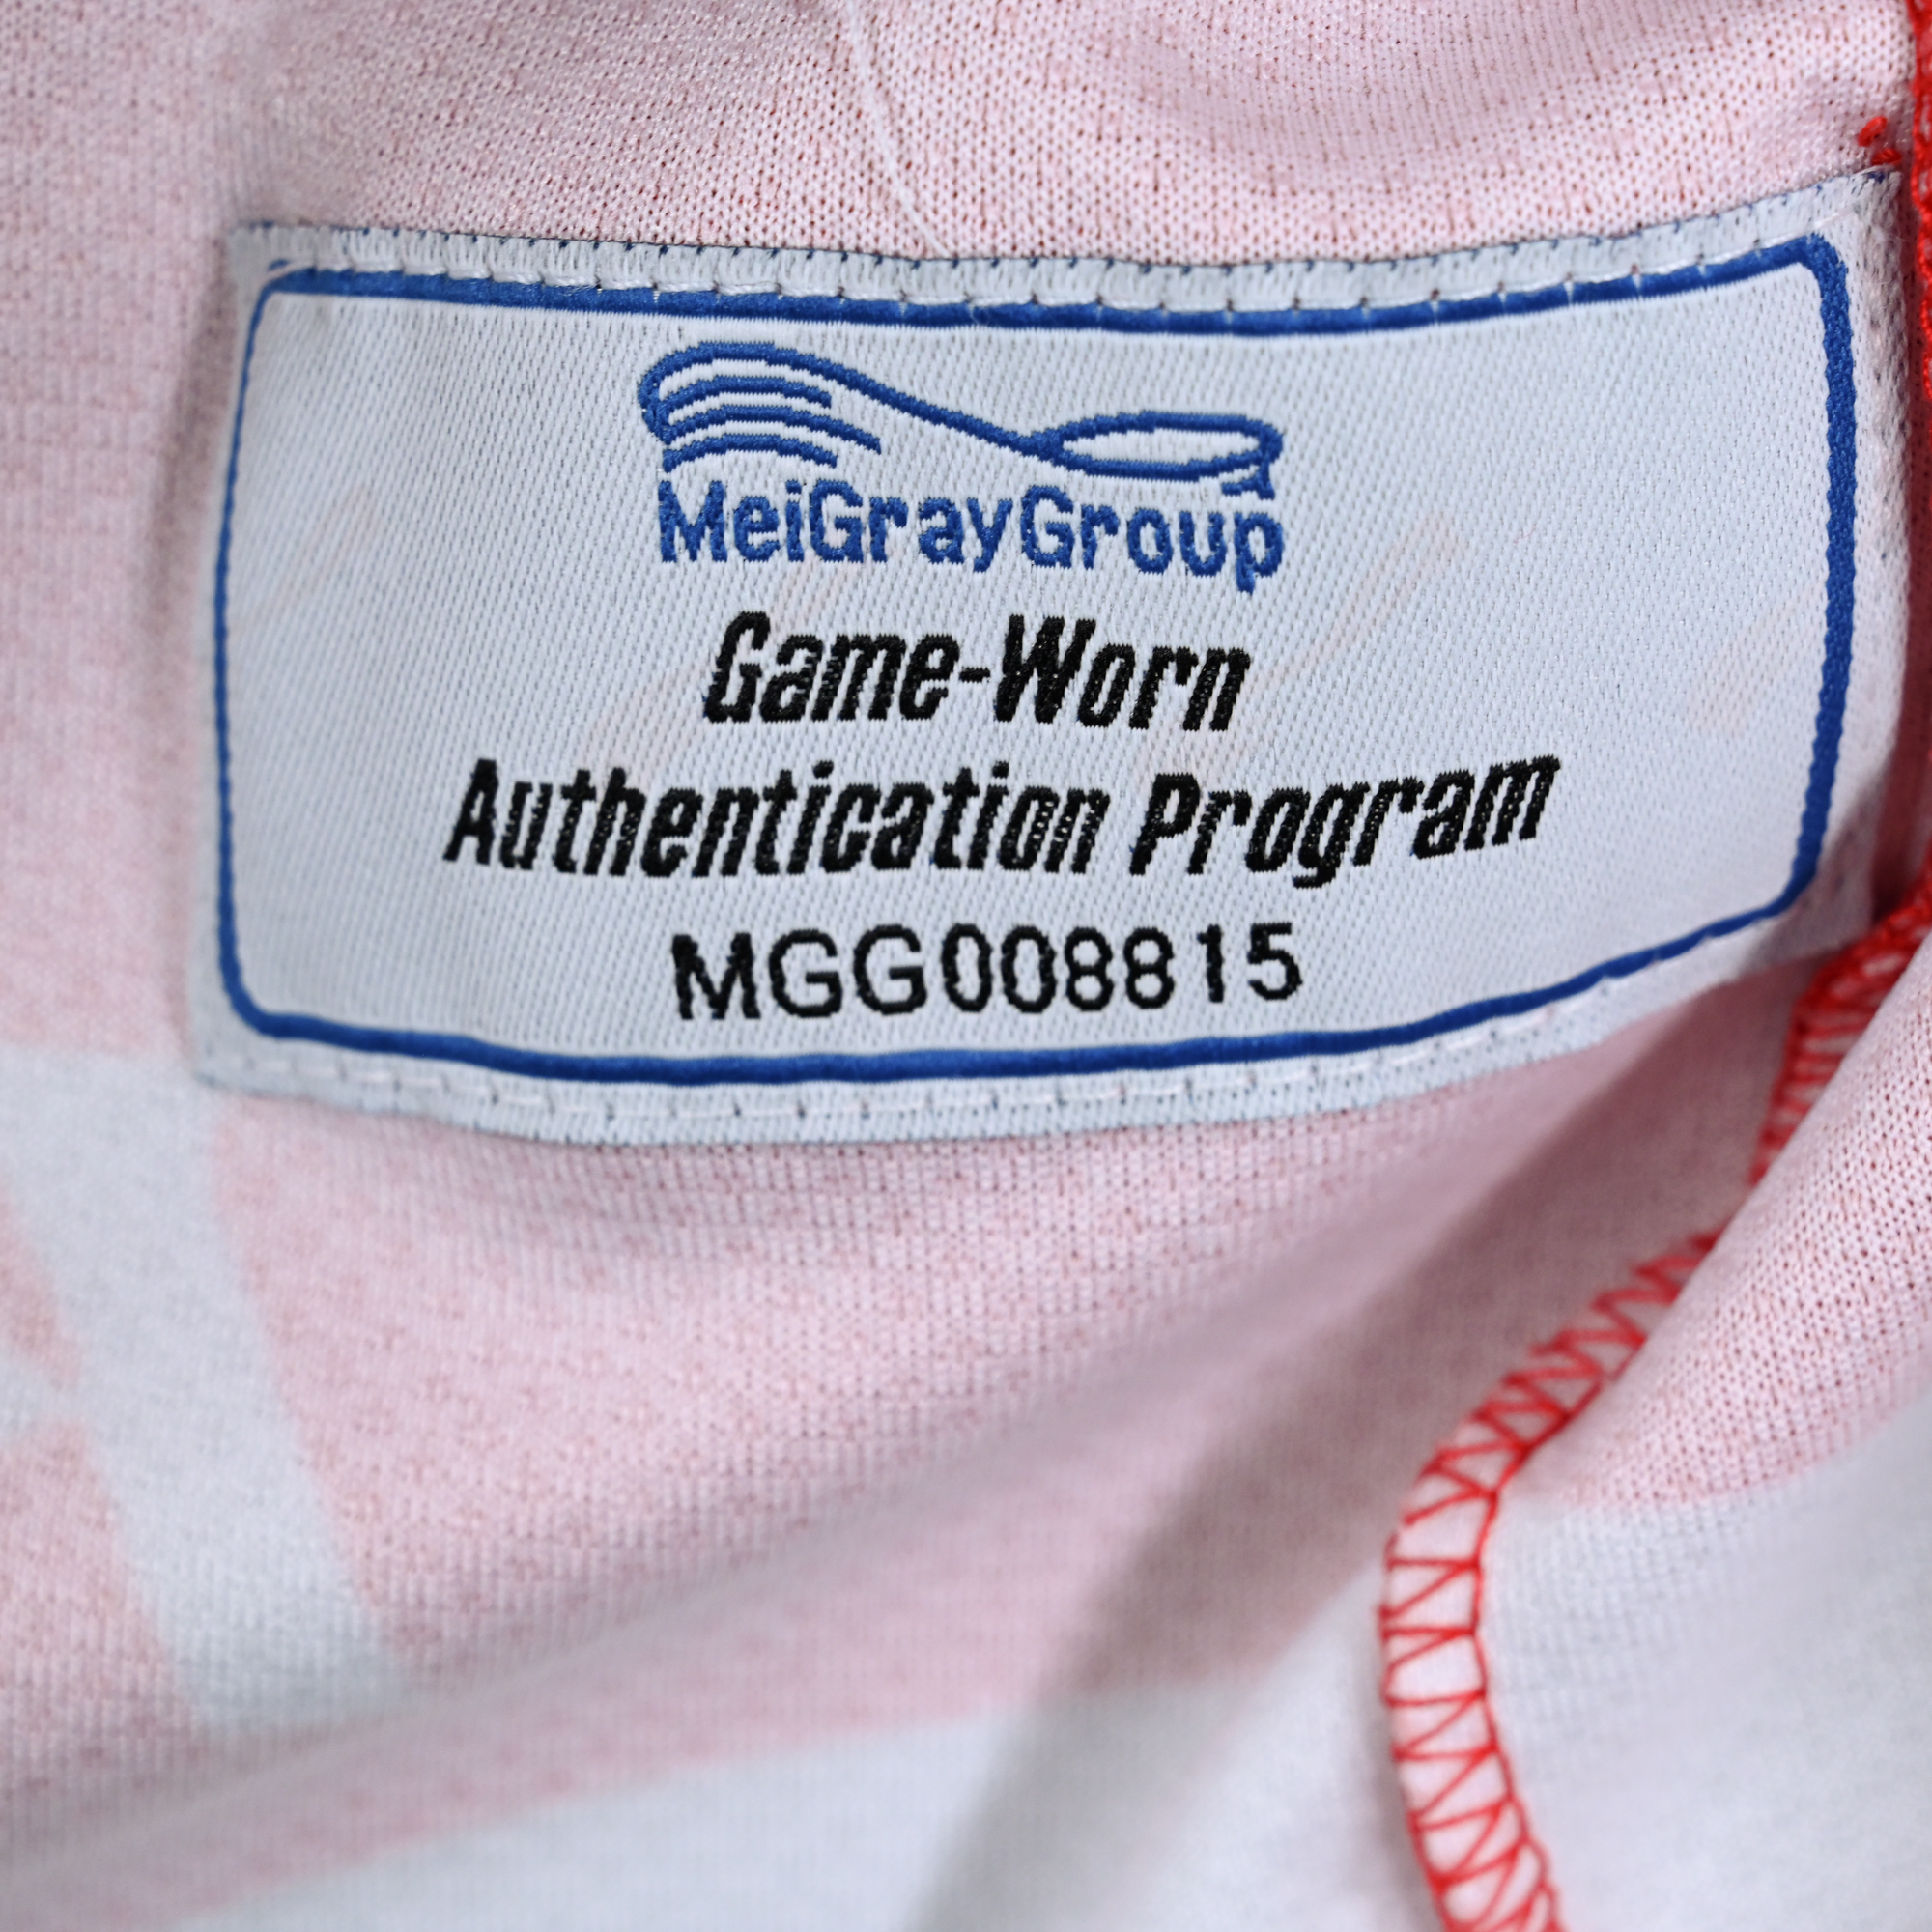 MeiGrayGroup
Game-Worn
Authentication Program
MGG008815